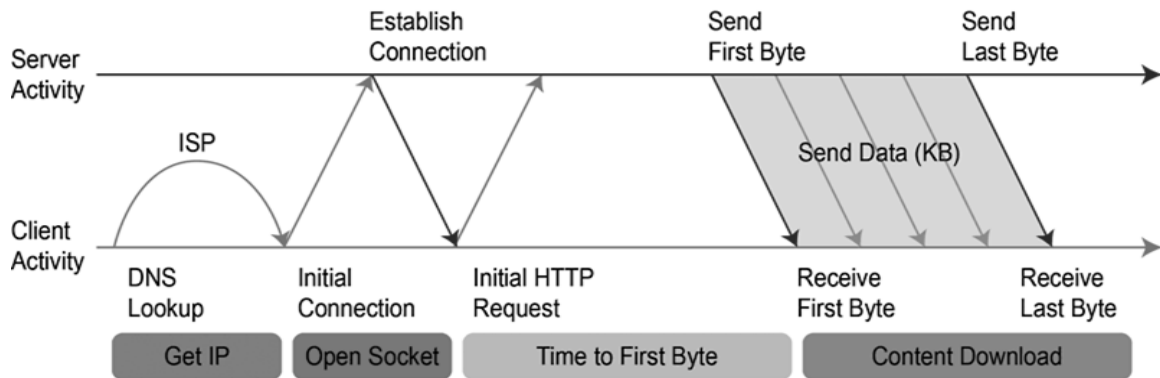 Establish
Connection
Send
First Byte
Send
Last Byte
Server
Activity
ISP
Send Data (KB)
Client
Activity
DNS
Lookup
Initial
Connection
Initial HTTP
Request
Receive
First Byte
Receive
Last Byte
Get IP
Open Socket
Time to First Byte
Content Download